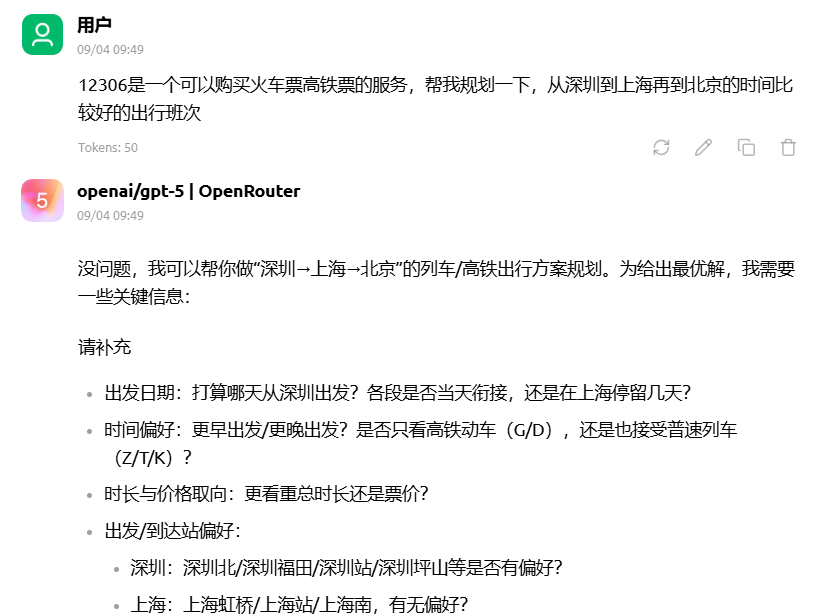 用户
09/04 09:49
12306是一个可以购买火车票高铁票的服务，帮我规划一下，从深圳到上海再到北京的时间比
较好的出行班次
Tokens: 50
5
openai/gpt-5 | OpenRouter
09/04 09:49
没问题，我可以帮你做“深圳→上海→北京”的列车/高铁出行方案规划。为给出最优解，我需要
一些关键信息：
请补充
• 出发日期：打算哪天从深圳出发？各段是否当天衔接，还是在上海停留几天？
• 时间偏好：更早出发/更晚出发？是否只看高铁动车（G/D），还是也接受普速列车
（Z/T/K）？
• 时长与价格取向：更看重总时长还是票价？
• 出发/到达站偏好：
• 深圳：深圳北/深圳福田/深圳站/深圳坪山等是否有偏好？
• 上海：上海虹桥/上海站/上海南，有无偏好？